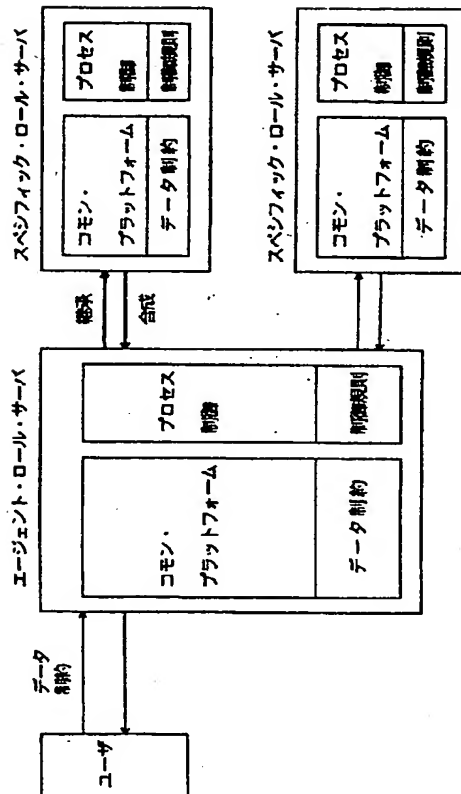 ユーザ
データ
制約
エージェント・ロール・サーバ
コモン・
プラットフォーム
データ制約
プロセス
制御
制御規則
継承
合成
スペシフィック・ロール・サーバ
コモン・
プラットフォーム
データ制約
プロセス
制御
制御規則
スペシフィック・ロール・サーバ
コモン・
プラットフォーム
データ制約
プロセス
制御
制御規則